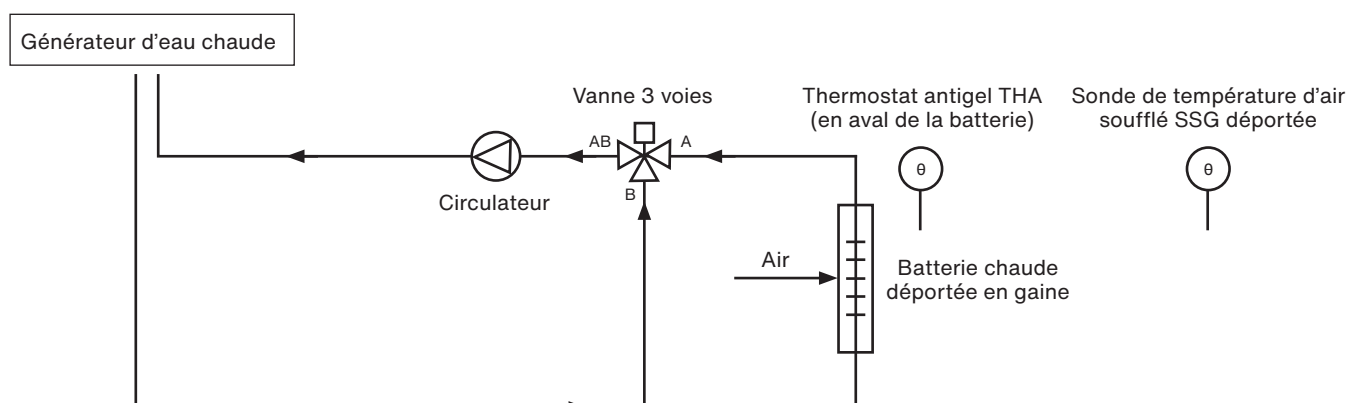 Générateur d'eau chaude
Vanne 3 voies
Thermostat antigel THA
(en aval de la batterie)
Sonde de température d'air
soufflé SSG déportée
AB
A
θ
θ
B
Circulateur
Air
Batterie chaude
déportée en gaine